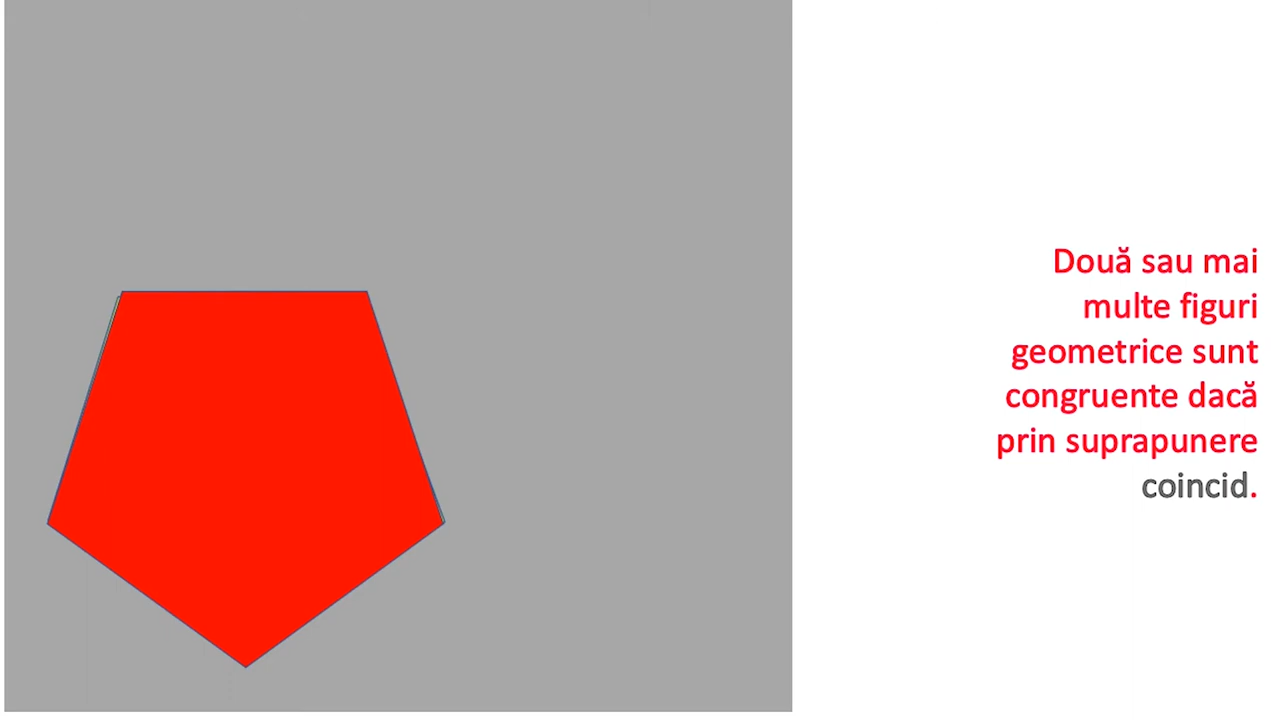 Două sau mai
multe figuri
geometrice sunt
congruente dacă
prin suprapunere
coincid.